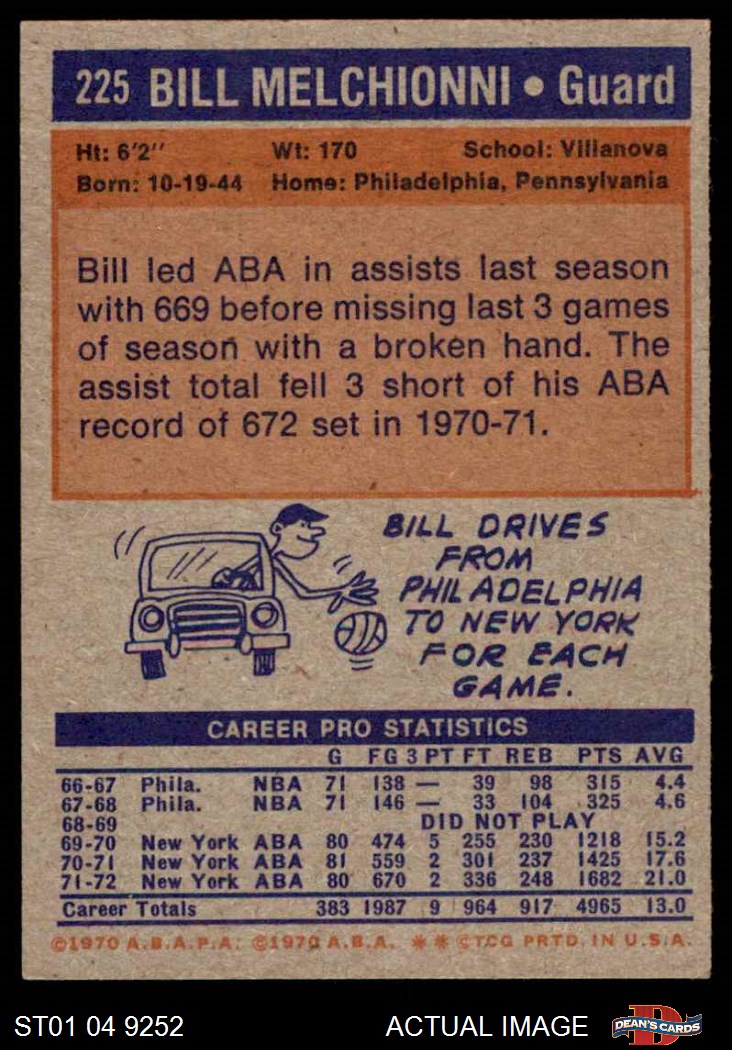 225 BILL MELCHIONNI • Guard
Ht: 6'2'' Wt: 170 School: Villanova
Born: 10-19-44 Home: Philadelphia, Pennsylvania
Bill led ABA in assists last season
with 669 before missing last 3 games
of season with a broken hand. The
assist total fell 3 short of his ABA
record of 672 set in 1970-71.
BILL DRIVES
FROM
PHILADELPHIA
TO NEW YORK
FOR EACH
GAME.
CAREER PRO STATISTICS
G FG 3 PT FT REB PTS AVG
66-67 Phila. NBA 71 138 — 39 98 315 4.4
67-68 Phila. NBA 71 146 — 33 104 325 4.6
68-69 DID NOT PLAY
69-70 New York ABA 80 474 5 255 230 1218 15.2
70-71 New York ABA 81 559 2 301 237 1425 17.6
71-72 New York ABA 80 670 2 336 248 1682 21.0
Career Totals 383 1987 9 964 917 4965 13.0
©1970 A.B.A.P.A. ©1970 A.B.A. ** ©TCG PRTD. IN U.S.A.
ST01 04 9252 ACTUAL IMAGE D DEAN'S CARDS